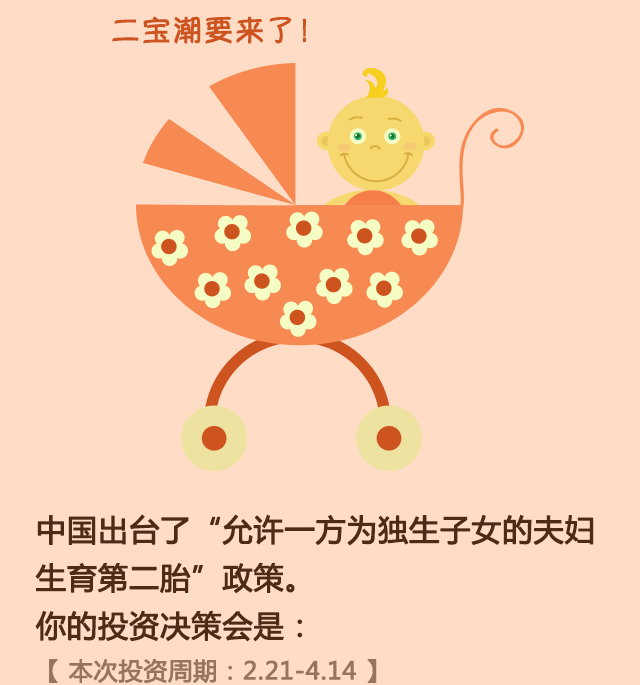 二宝潮要来了!
中国出台了“允许一方为独生子女的夫妇
生育第二胎”政策。
你的投资决策会是：
【 本次投资周期：2.21-4.14 】